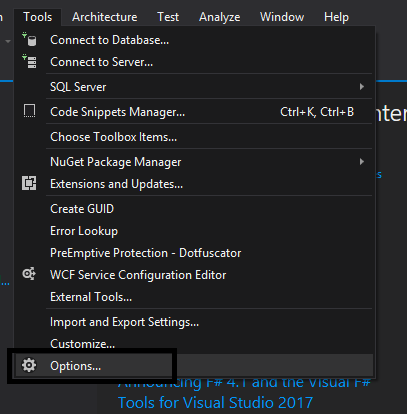 Tools Architecture Test Analyze Window
Connect to Database...
Connect to Server...
SQL Server
Code Snippets Manager... Ctrl+K, Ctrl+B
Choose Toolbox Items...
NuGet Package Manager
Extensions and Updates...
Create GUID
Error Lookup
PreEmptive Protection - Dotfuscator
WCF Service Configuration Editor
External Tools...
Import and Export Settings...
Customize...
Options...
Announcing F# 4.1 and the Visual F#
Tools for Visual Studio 2017